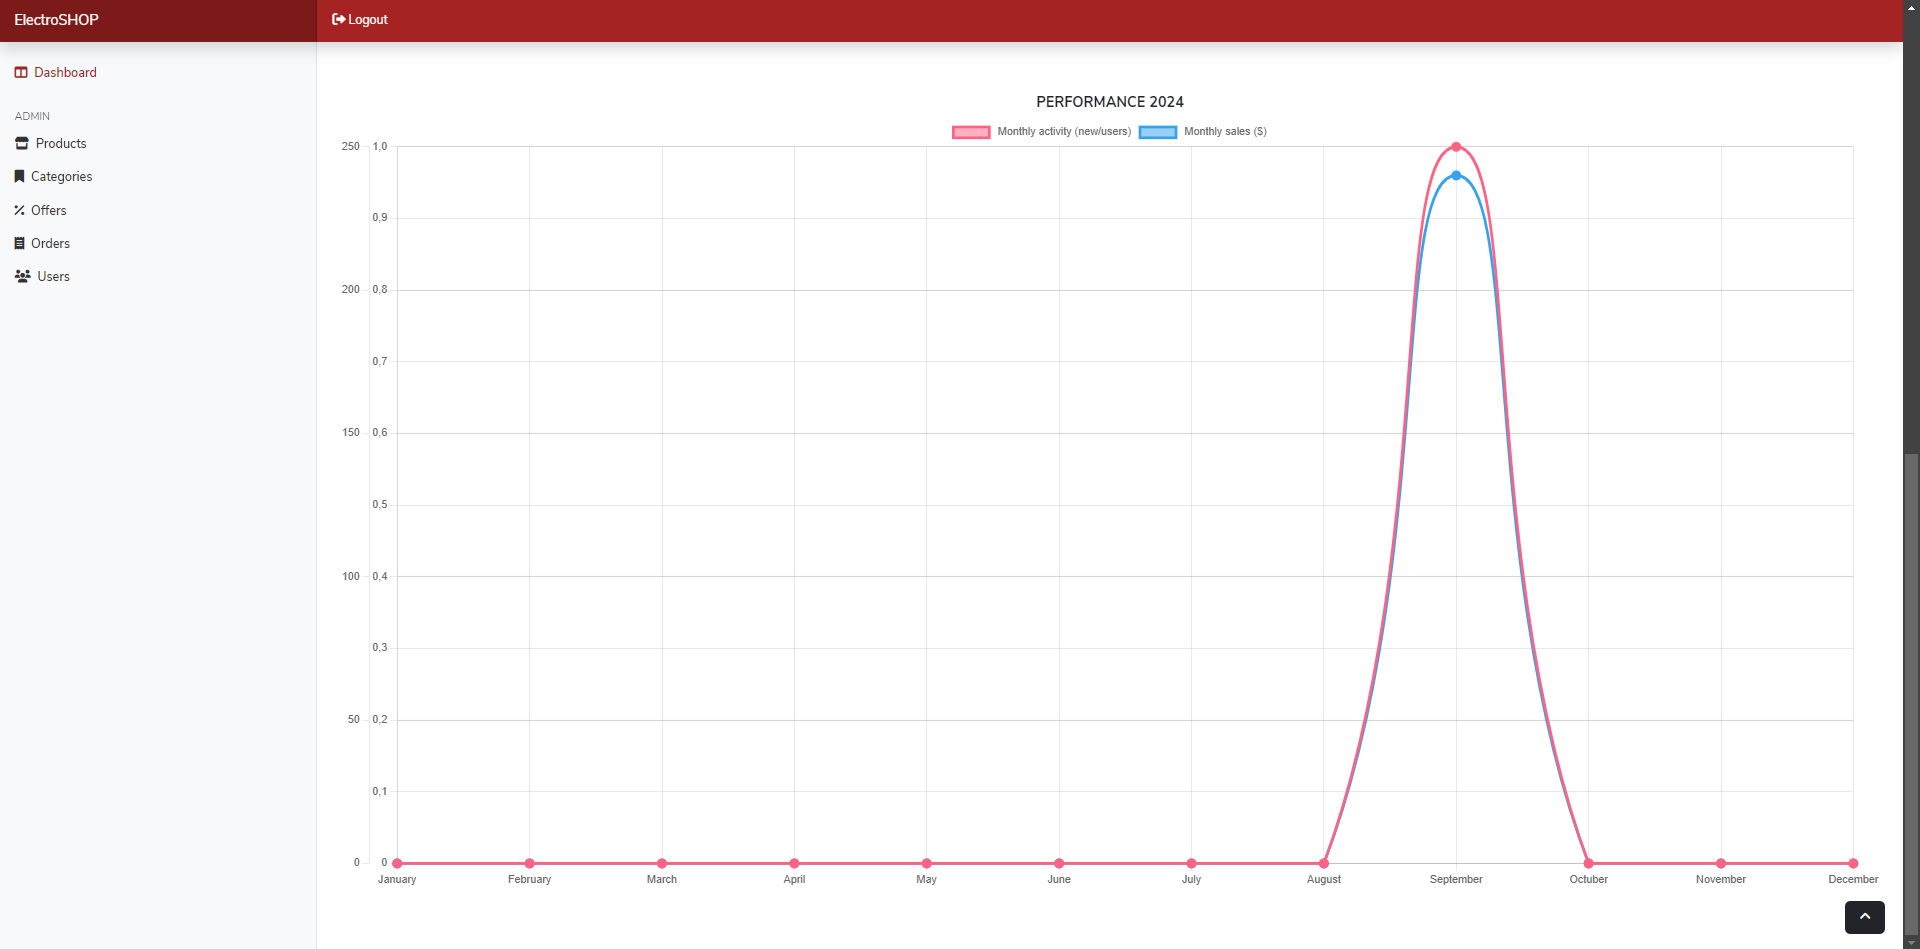 ElectroSHOP
Logout
Dashboard
ADMIN
Products
Categories
Offers
Orders
Users
PERFORMANCE 2024
Monthly activity (new/users) Monthly sales ($)
250 1,0
0,9
200 0,8
0,7
150 0,6
0,5
100 0,4
0,3
50 0,2
0,1
0 0
January February March April May June July August September Octuber November December